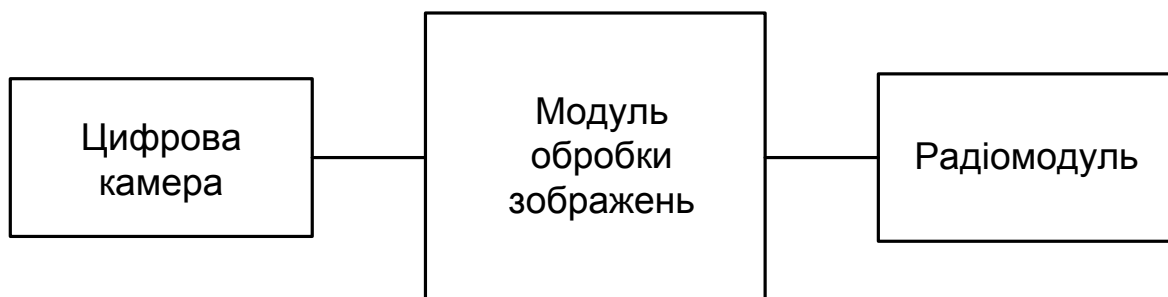 Цифрова
камера
Модуль
обробки
зображень
Радіомодуль